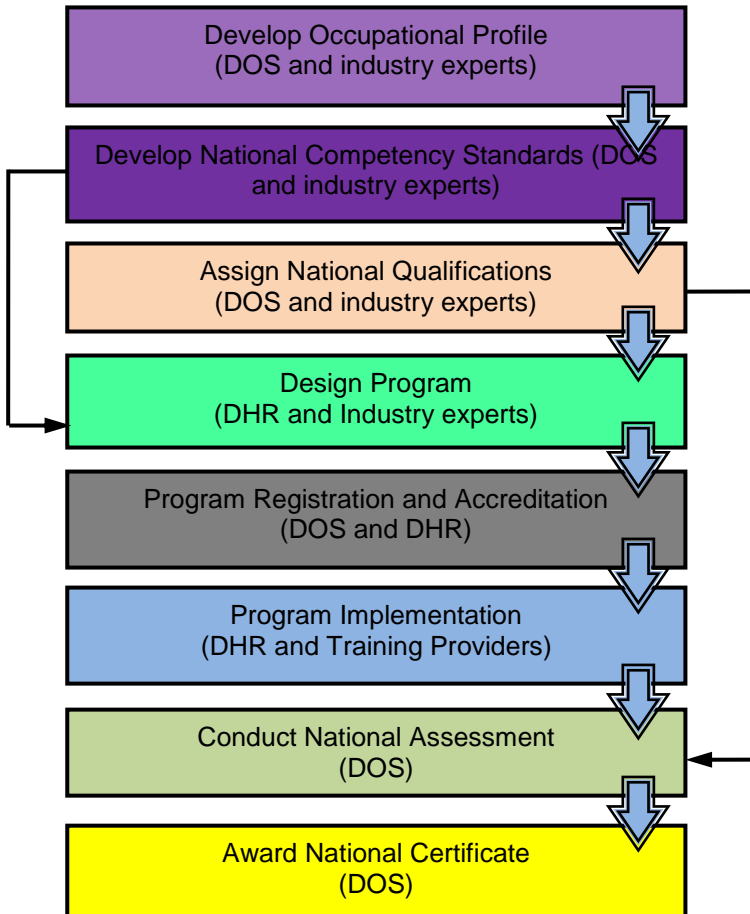 Develop Occupational Profile
(DOS and industry experts)
Develop National Competency Standards (DOS
and industry experts)
Assign National Qualifications
(DOS and industry experts)
Design Program
(DHR and Industry experts)
Program Registration and Accreditation
(DOS and DHR)
Program Implementation
(DHR and Training Providers)
Conduct National Assessment
(DOS)
Award National Certificate
(DOS)